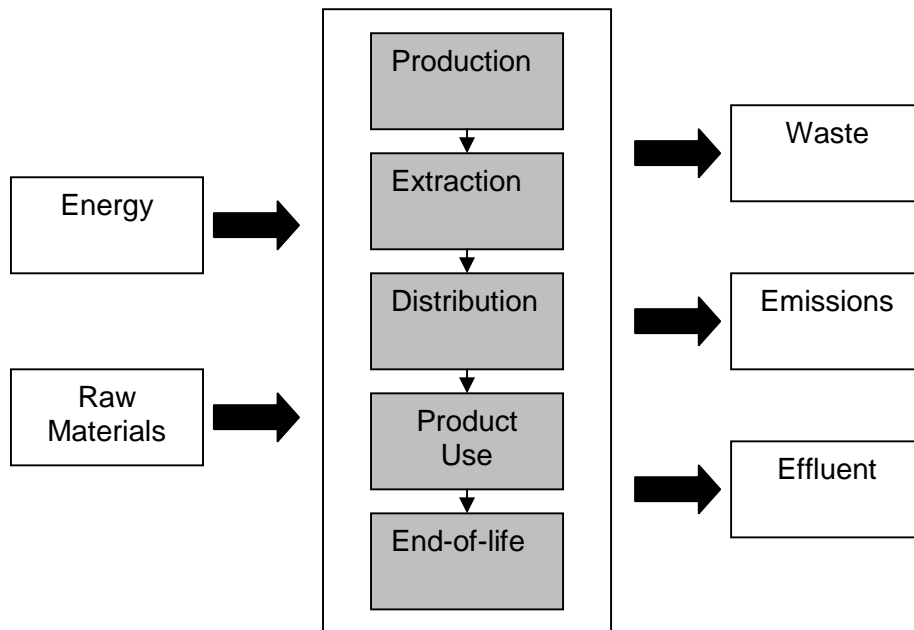 Energy
Raw
Materials
Production
Extraction
Distribution
Product
Use
End-of-life
Waste
Emissions
Effluent